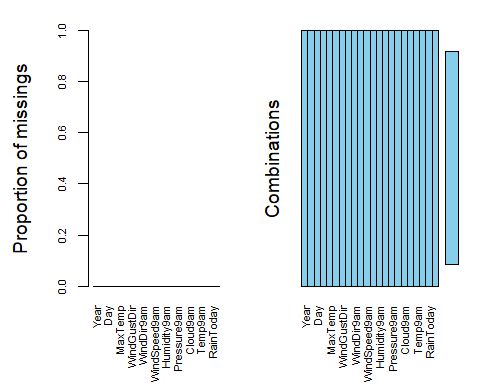 Proportion of missings
1.0
0.8
0.6
0.4
0.2
0.0
Year
Day
MaxTemp
WindGustDir
WindDir9am
WindSpeed9am
Humidity9am
Pressure9am
Cloud9am
Temp9am
RainToday
Combinations
Year
Day
MaxTemp
WindGustDir
WindDir9am
WindSpeed9am
Humidity9am
Pressure9am
Cloud9am
Temp9am
RainToday